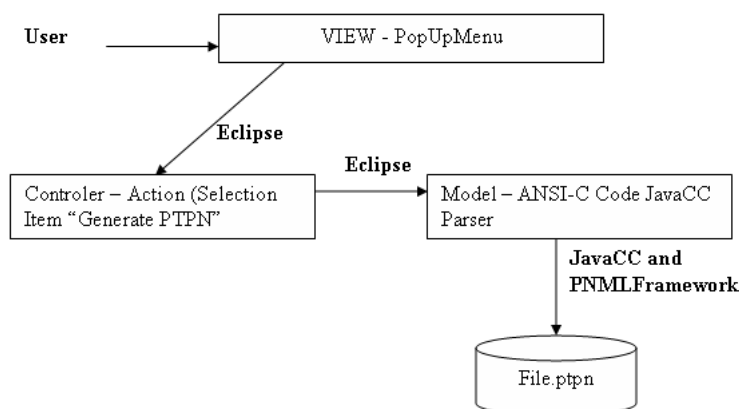 User
VIEW - PopUpMenu
Eclipse
Eclipse
Controler – Action (Selection
Item “Generate PTPN”
Model – ANSI-C Code JavaCC
Parser
JavaCC and
PNMLFramework
File.ptpn